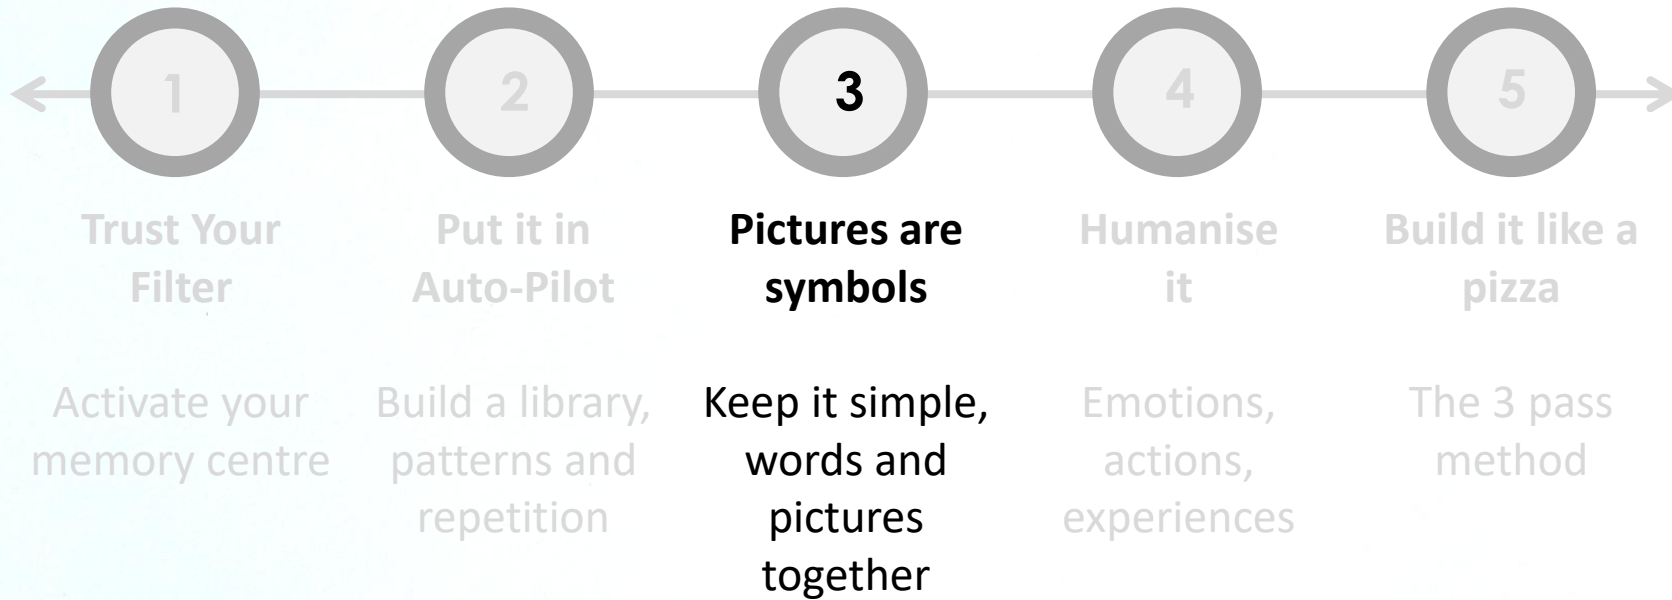 1
2
3
4
5
Trust Your
Filter
Put it in
Auto-Pilot
Pictures are
symbols
Humanise
it
Build it like a
pizza
Activate your
memory centre
Build a library,
patterns and
repetition
Keep it simple,
words and
pictures
together
Emotions,
actions,
experiences
The 3 pass
method